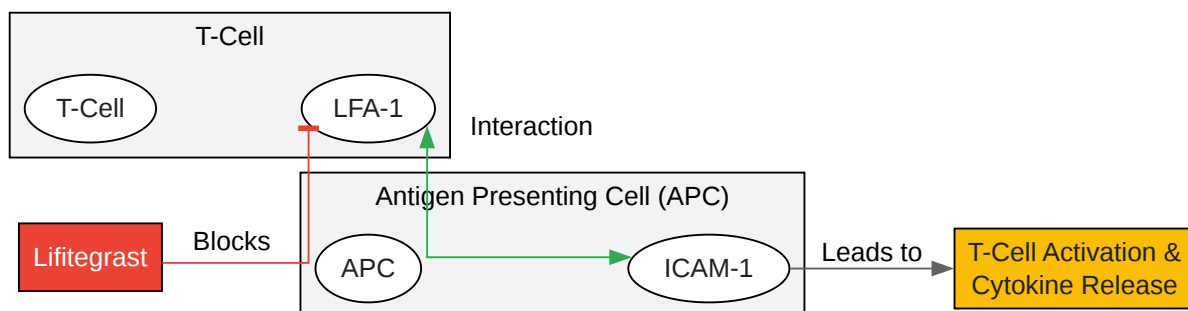 T-Cell
T-Cell
LFA-1
Interaction
Antigen Presenting Cell (APC)
Lifitegrast
Blocks
APC
ICAM-1
Leads to
T-Cell Activation &
Cytokine Release